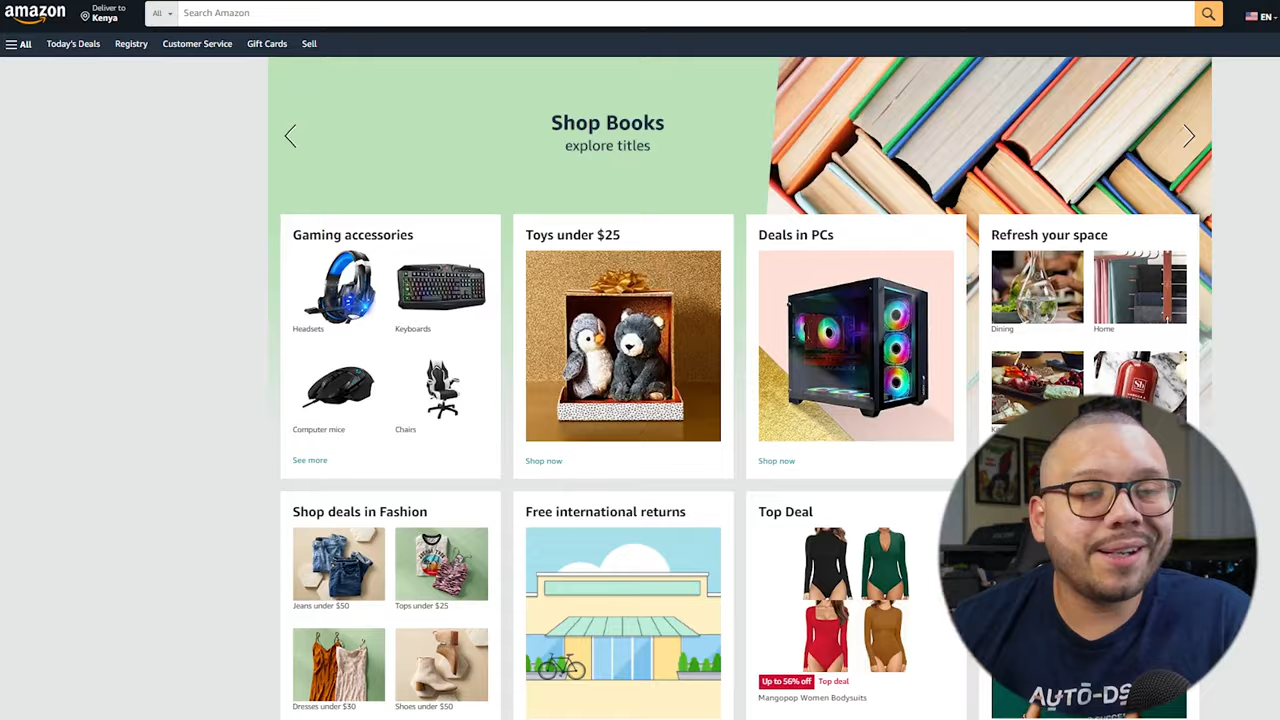 amazon
Deliver to
Kenya
All
Search Amazon
EN
All
Today's Deals
Registry
Customer Service
Gift Cards
Sell
Shop Books
explore titles
Gaming accessories
Headsets
Keyboards
Computer mice
Chairs
See more
Toys under $25
Shop now
Deals in PCs
Shop now
Refresh your space
Dining
Home
Shop deals in Fashion
Jeans under $50
Tops under $25
Dresses under $30
Shoes under $50
Free international returns
Top Deal
Up to 56% off
Top deal
Mangopop Women Bodysuits
AUTO-DS